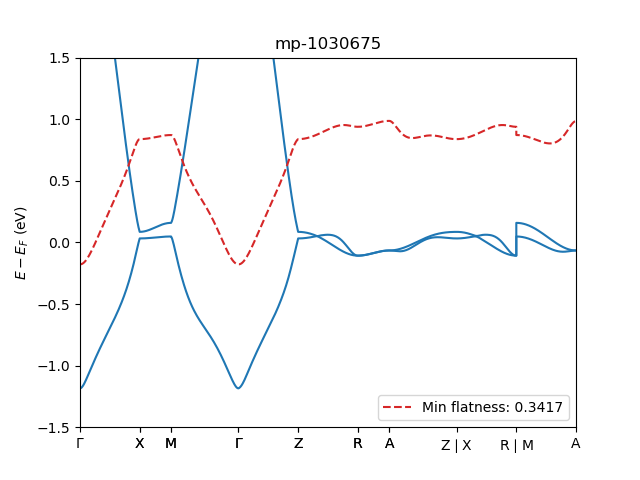 mp-1030675
E − E_F (eV)
1.5
1.0
0.5
0.0
−0.5
−1.0
−1.5
Min flatness: 0.3417
Γ X M Γ Z R A Z | X R | M A